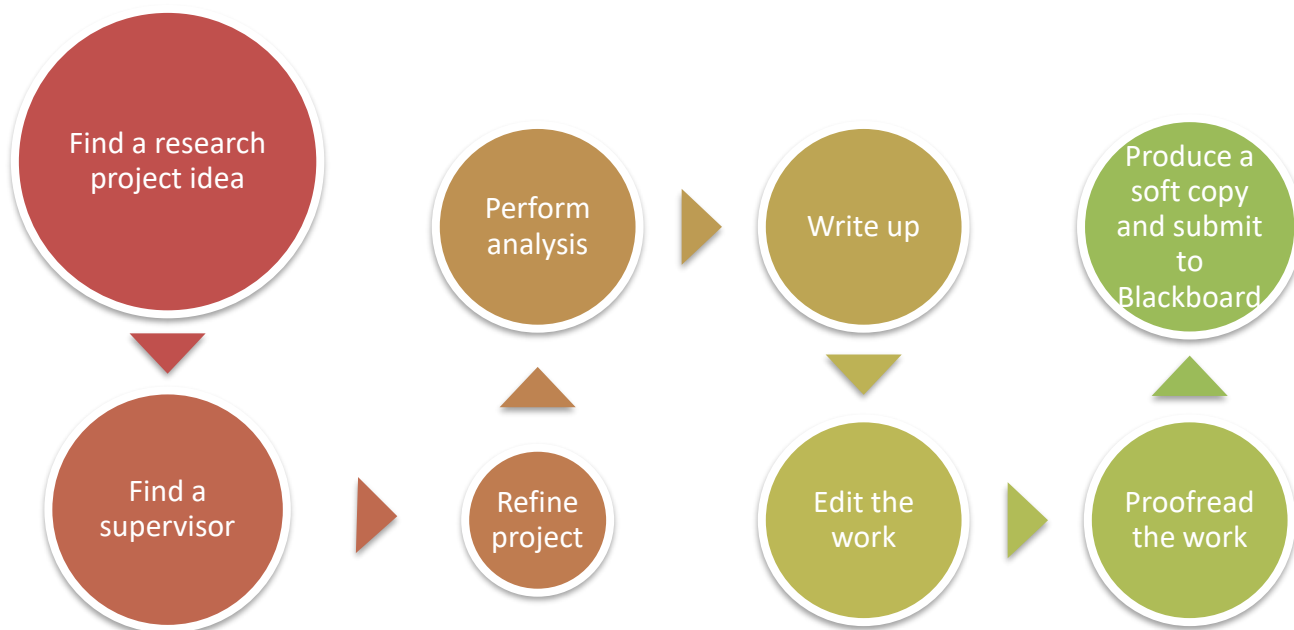 Find a research
project idea
Find a
supervisor
Refine
project
Perform
analysis
Write up
Edit the
work
Proofread
the work
Produce a
soft copy
and submit
to
Blackboard